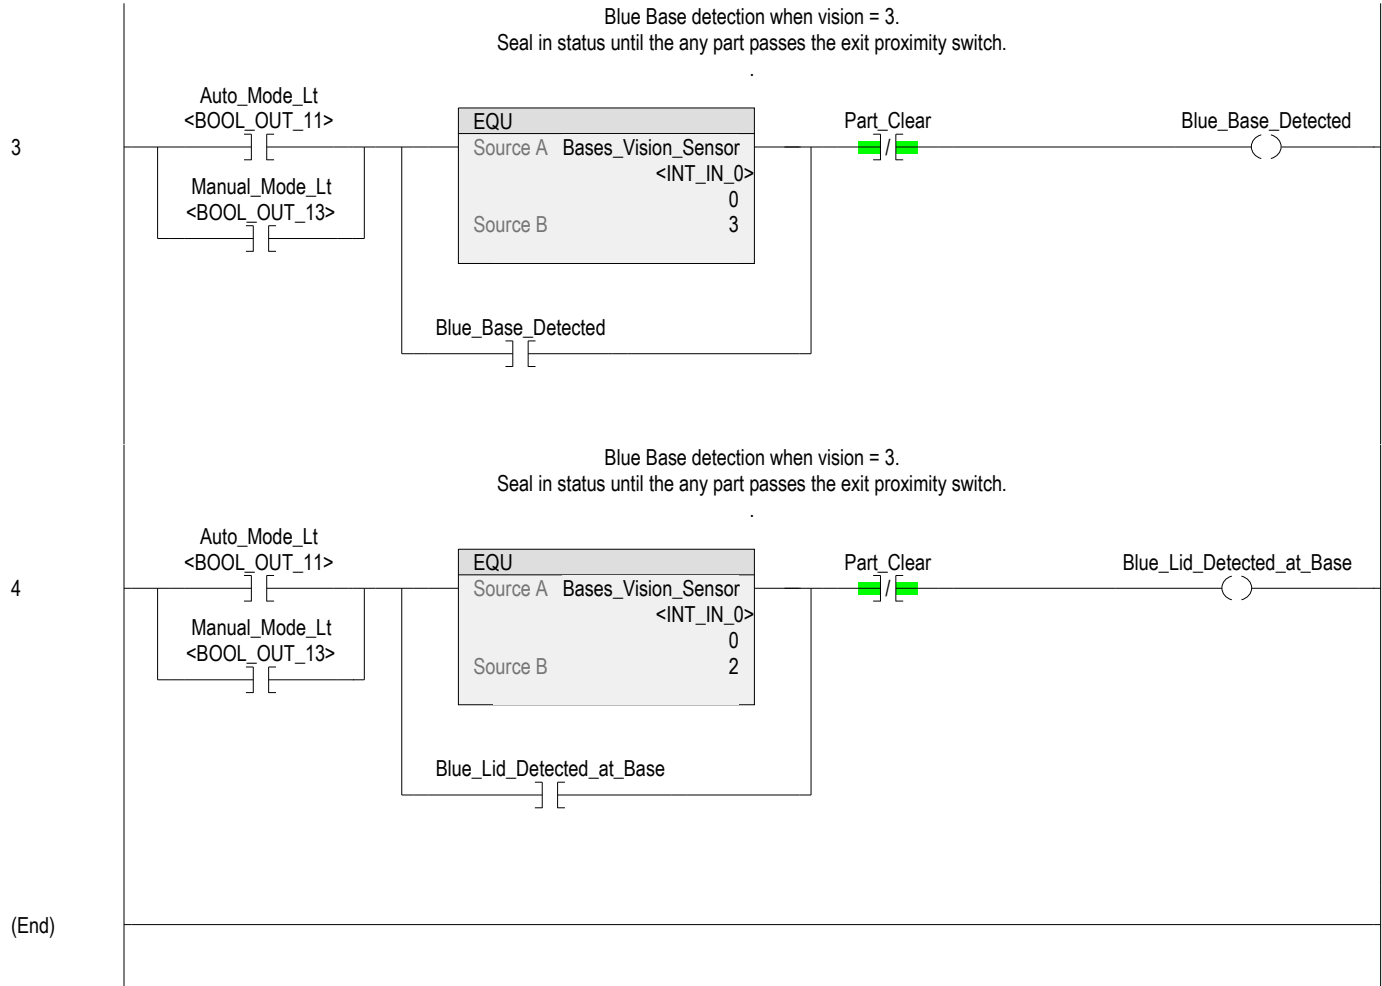 Blue Base detection when vision = 3.
Seal in status until the any part passes the exit proximity switch.
.
3
Auto_Mode_Lt
<BOOL_OUT_11>
Manual_Mode_Lt
<BOOL_OUT_13>
EQU
Source A Bases_Vision_Sensor
<INT_IN_0>
0
Source B 3
Blue_Base_Detected
Part_Clear
/
Blue_Base_Detected
Blue Base detection when vision = 3.
Seal in status until the any part passes the exit proximity switch.
.
4
Auto_Mode_Lt
<BOOL_OUT_11>
Manual_Mode_Lt
<BOOL_OUT_13>
EQU
Source A Bases_Vision_Sensor
<INT_IN_0>
0
Source B 2
Blue_Lid_Detected_at_Base
Part_Clear
/
Blue_Lid_Detected_at_Base
(End)